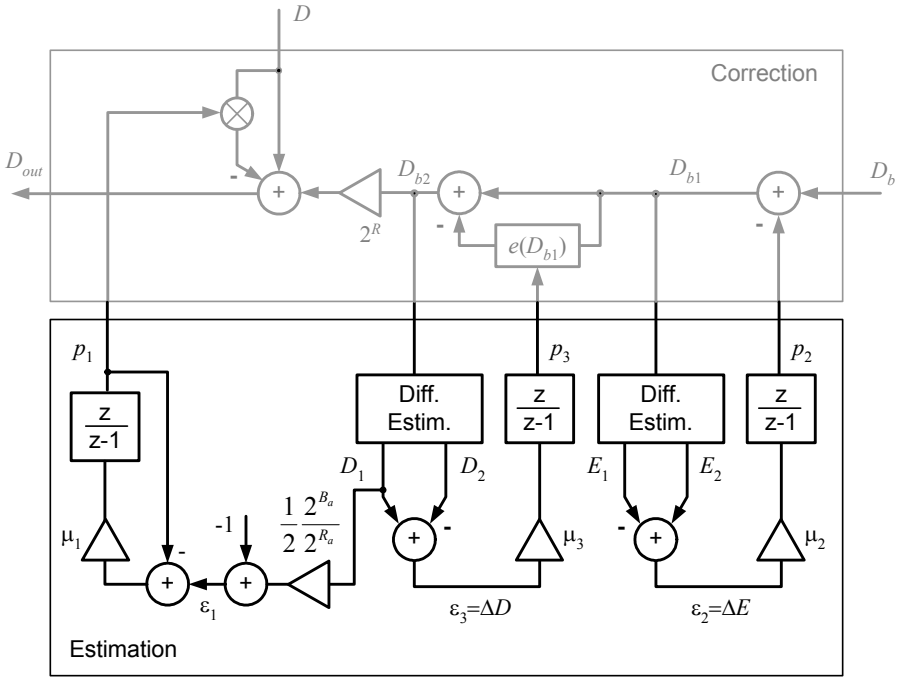 D
Correction
D_out
-
+
2^R
D_b2
+
-
e(D_b1)
D_b1
+
-
D_b
p_1
p_3
p_2
z
z-1
Diff.
Estim.
z
z-1
Diff.
Estim.
z
z-1
D_1
D_2
E_1
E_2
μ_1
-1
1/2 2^{B_a}/2^{R_a}
-
+
μ_3
-
+
μ_2
-
+
+
ε_1
ε_3=ΔD
ε_2=ΔE
Estimation